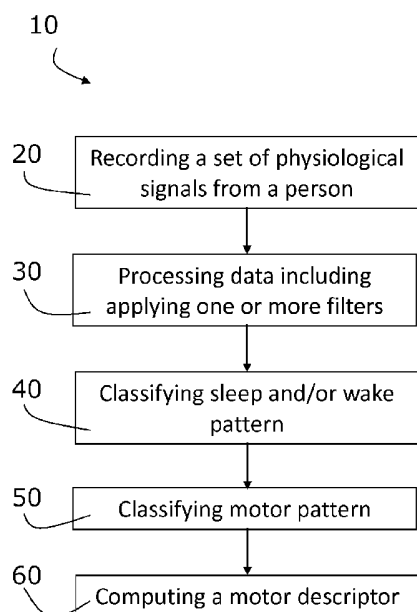 10
20
Recording a set of physiological
signals from a person
30
Processing data including
applying one or more filters
40
Classifying sleep and/or wake
pattern
50
Classifying motor pattern
60
Computing a motor descriptor